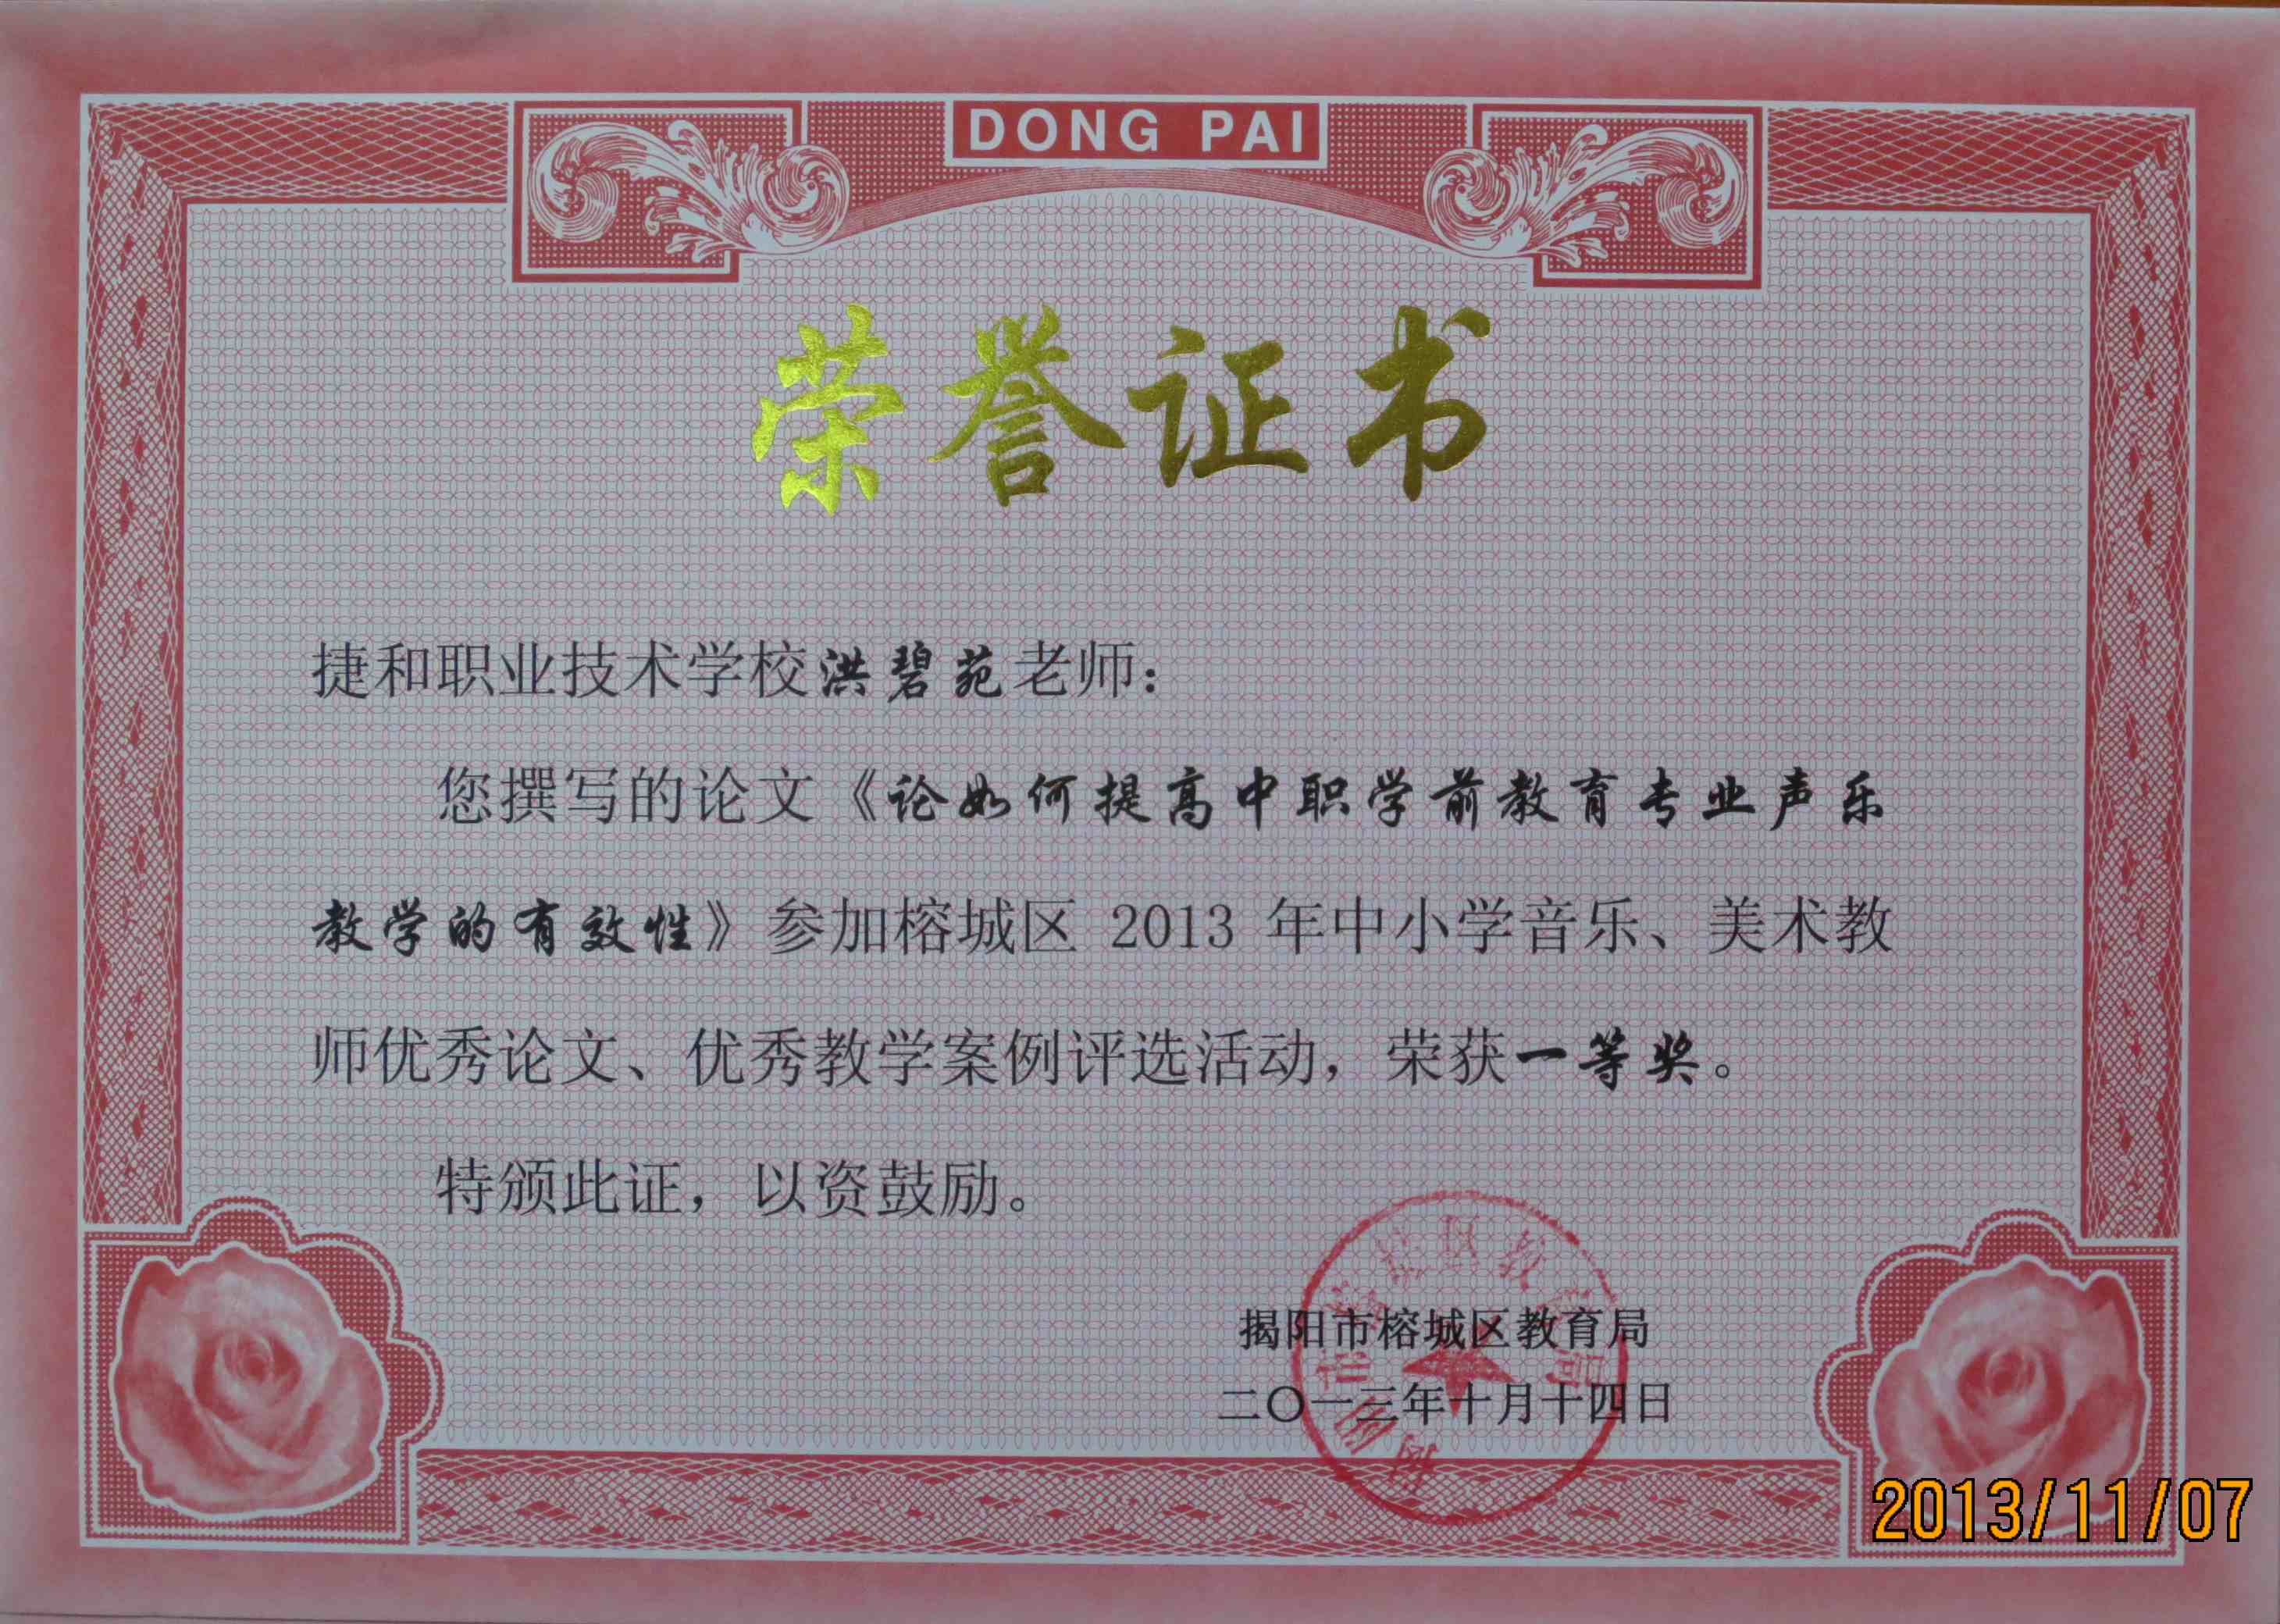 DONG PAI
荣誉证书
捷和职业技术学校洪碧苑老师：
您撰写的论文《论如何提高中职学前教育专业声乐
教学的有效性》参加榕城区 2013 年中小学音乐、美术教
师优秀论文、优秀教学案例评选活动，荣获一等奖。
特颁此证，以资鼓励。
揭阳市榕城区教育局
二〇一三年十月十四日
2013/11/07